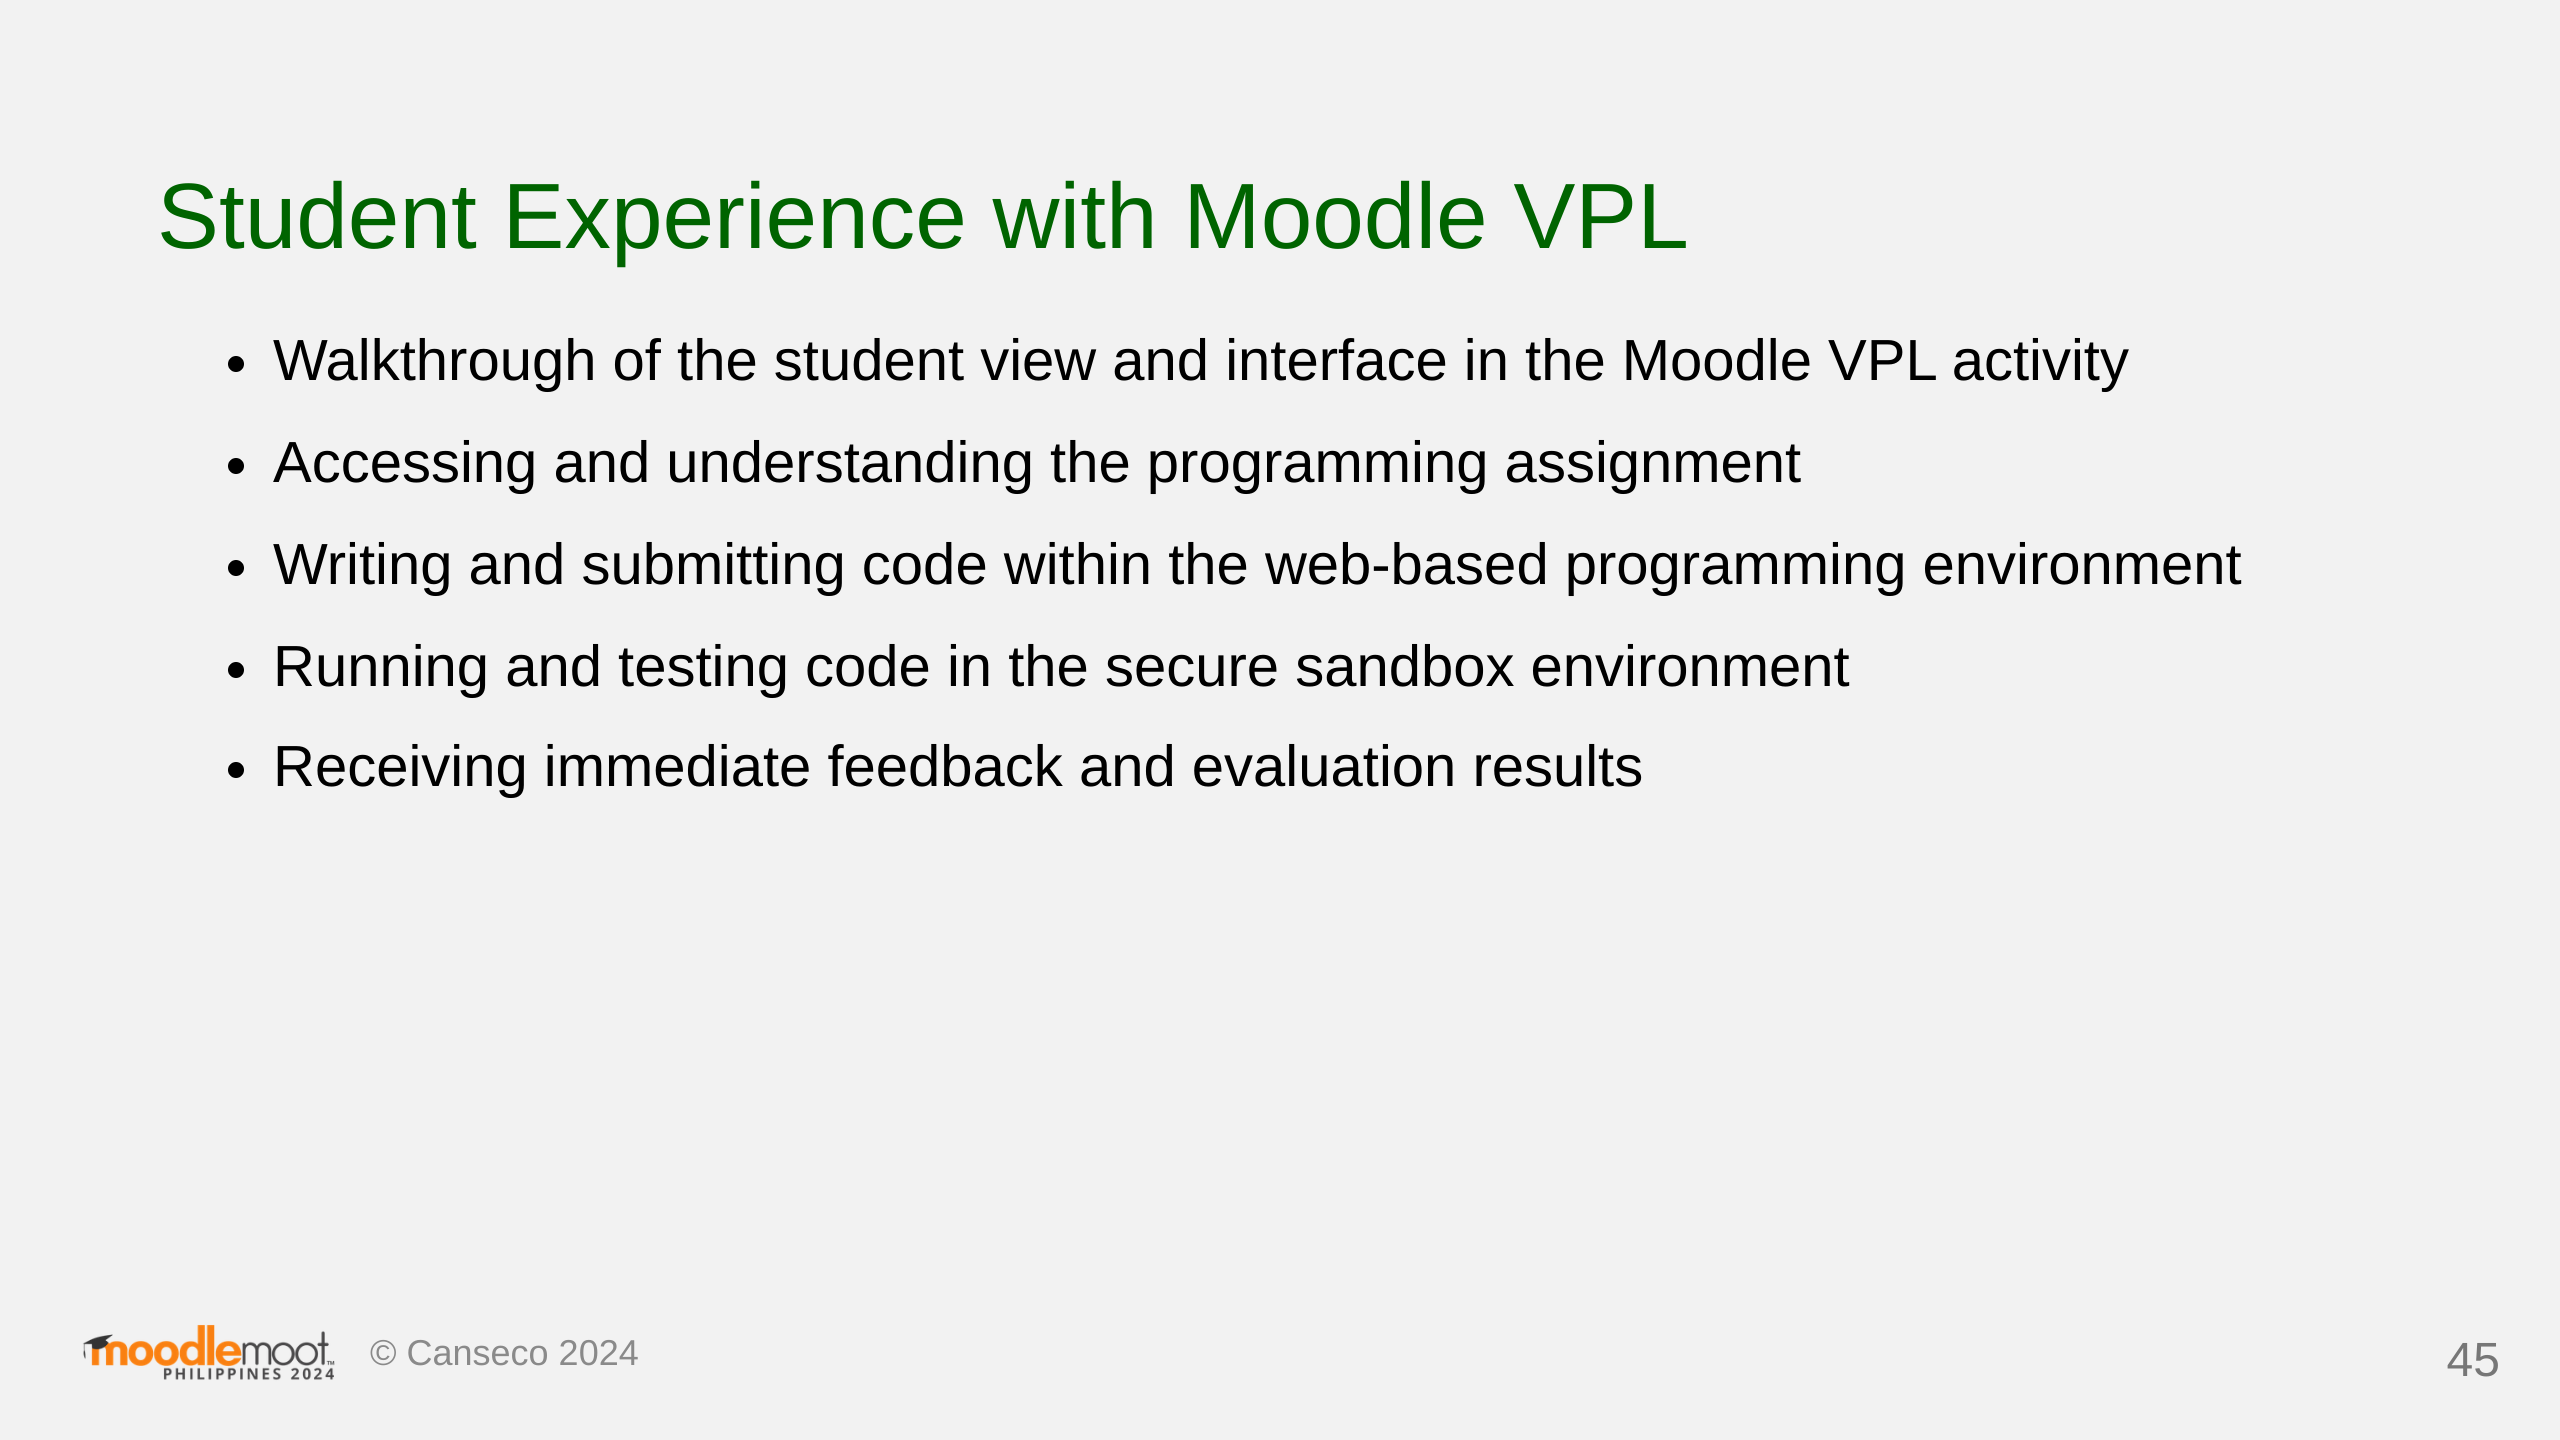 Student Experience with Moodle VPL
• Walkthrough of the student view and interface in the Moodle VPL activity
• Accessing and understanding the programming assignment
• Writing and submitting code within the web-based programming environment
• Running and testing code in the secure sandbox environment
• Receiving immediate feedback and evaluation results
moodlemoot™
PHILIPPINES 2024
© Canseco 2024
45